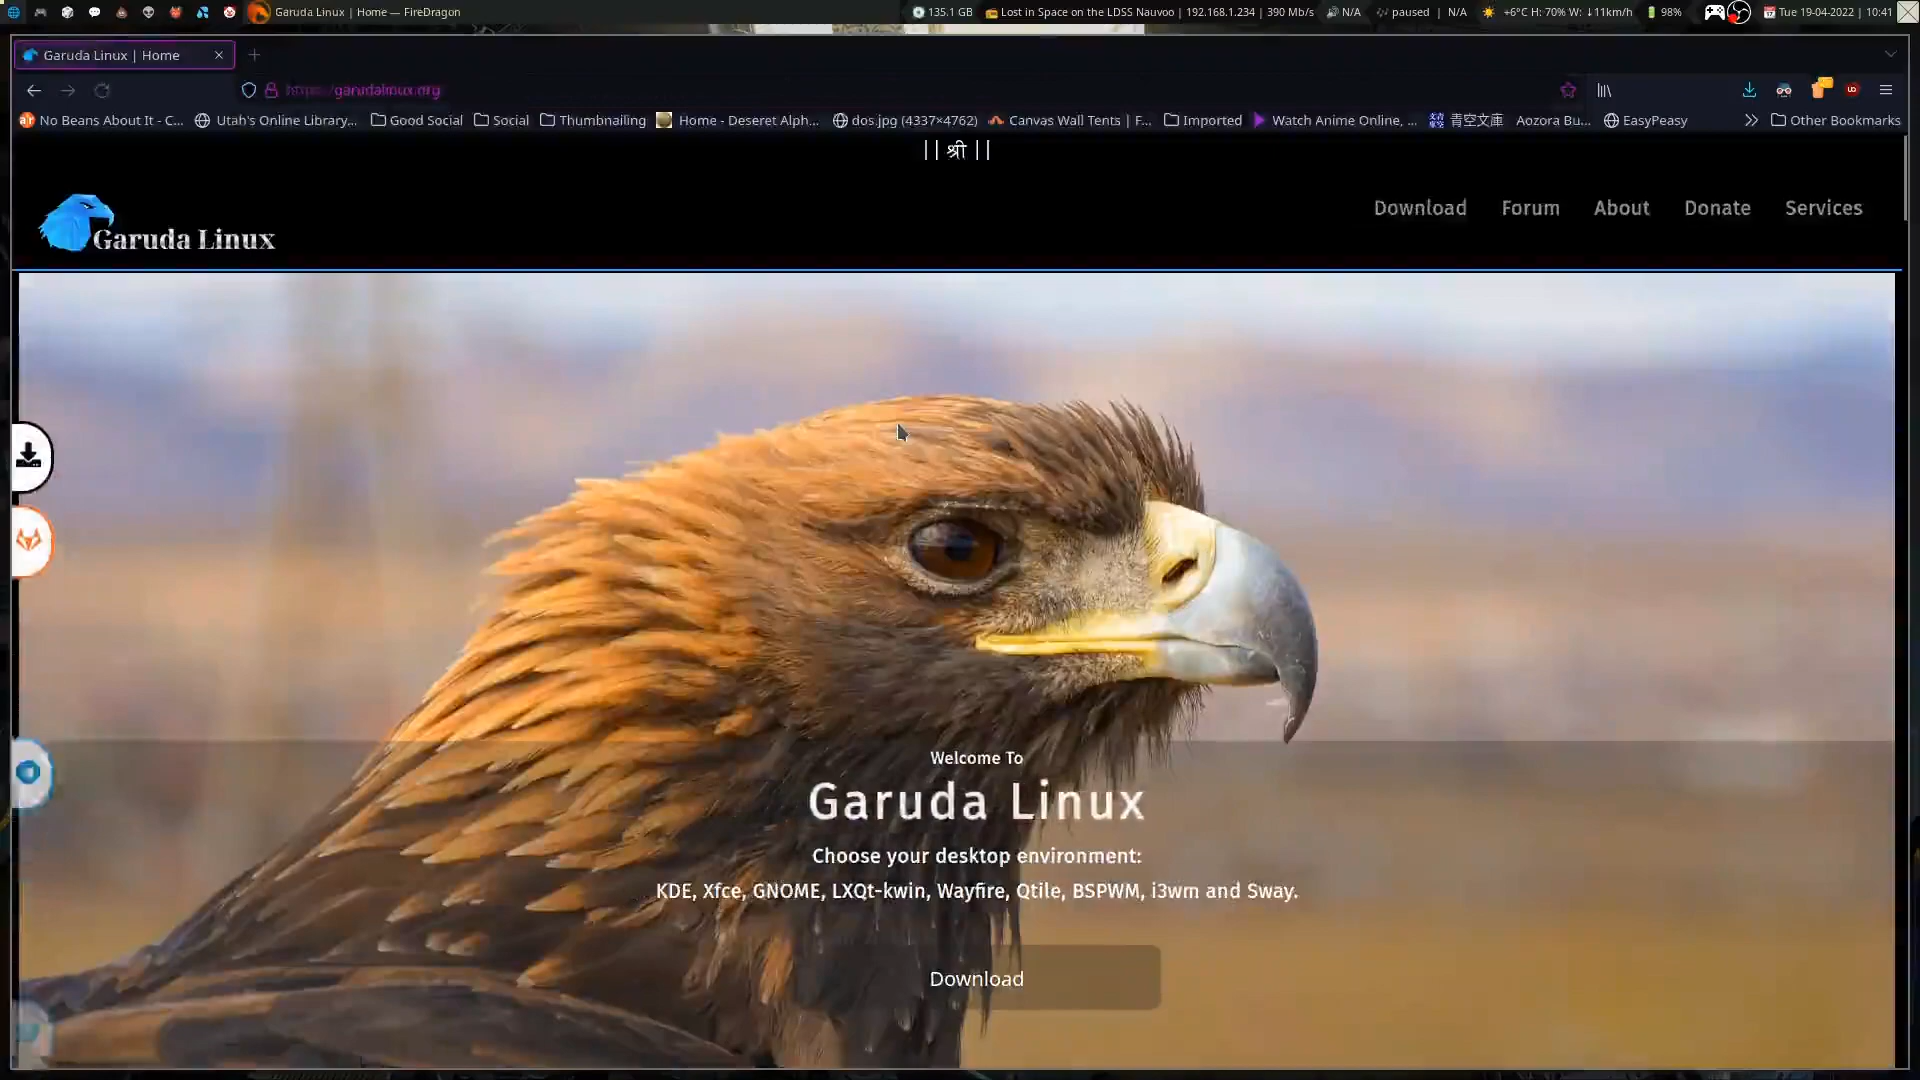 Garuda Linux | Home — FireDragon
135.1 GB
Lost in Space on the LDSS Nauvoo | 192.168.1.234 | 390 Mb/s
N/A
paused | N/A
+6°C H: 70% W: ↓11km/h
98%
Tue 19-04-2022 | 10:41
Garuda Linux | Home
https://garudalinux.org
No Beans About It - C...
Utah's Online Library...
Good Social
Social
Thumbnailing
Home - Deseret Alph...
dos.jpg (4337×4762)
Canvas Wall Tents | F...
Imported
Watch Anime Online, ...
青空文庫 Aozora Bu...
EasyPeasy
Other Bookmarks
|| श्री ||
Garuda Linux
Download
Forum
About
Donate
Services
Welcome To
Garuda Linux
Choose your desktop environment:
KDE, Xfce, GNOME, LXQt-kwin, Wayfire, Qtile, BSPWM, i3wm and Sway.
Download